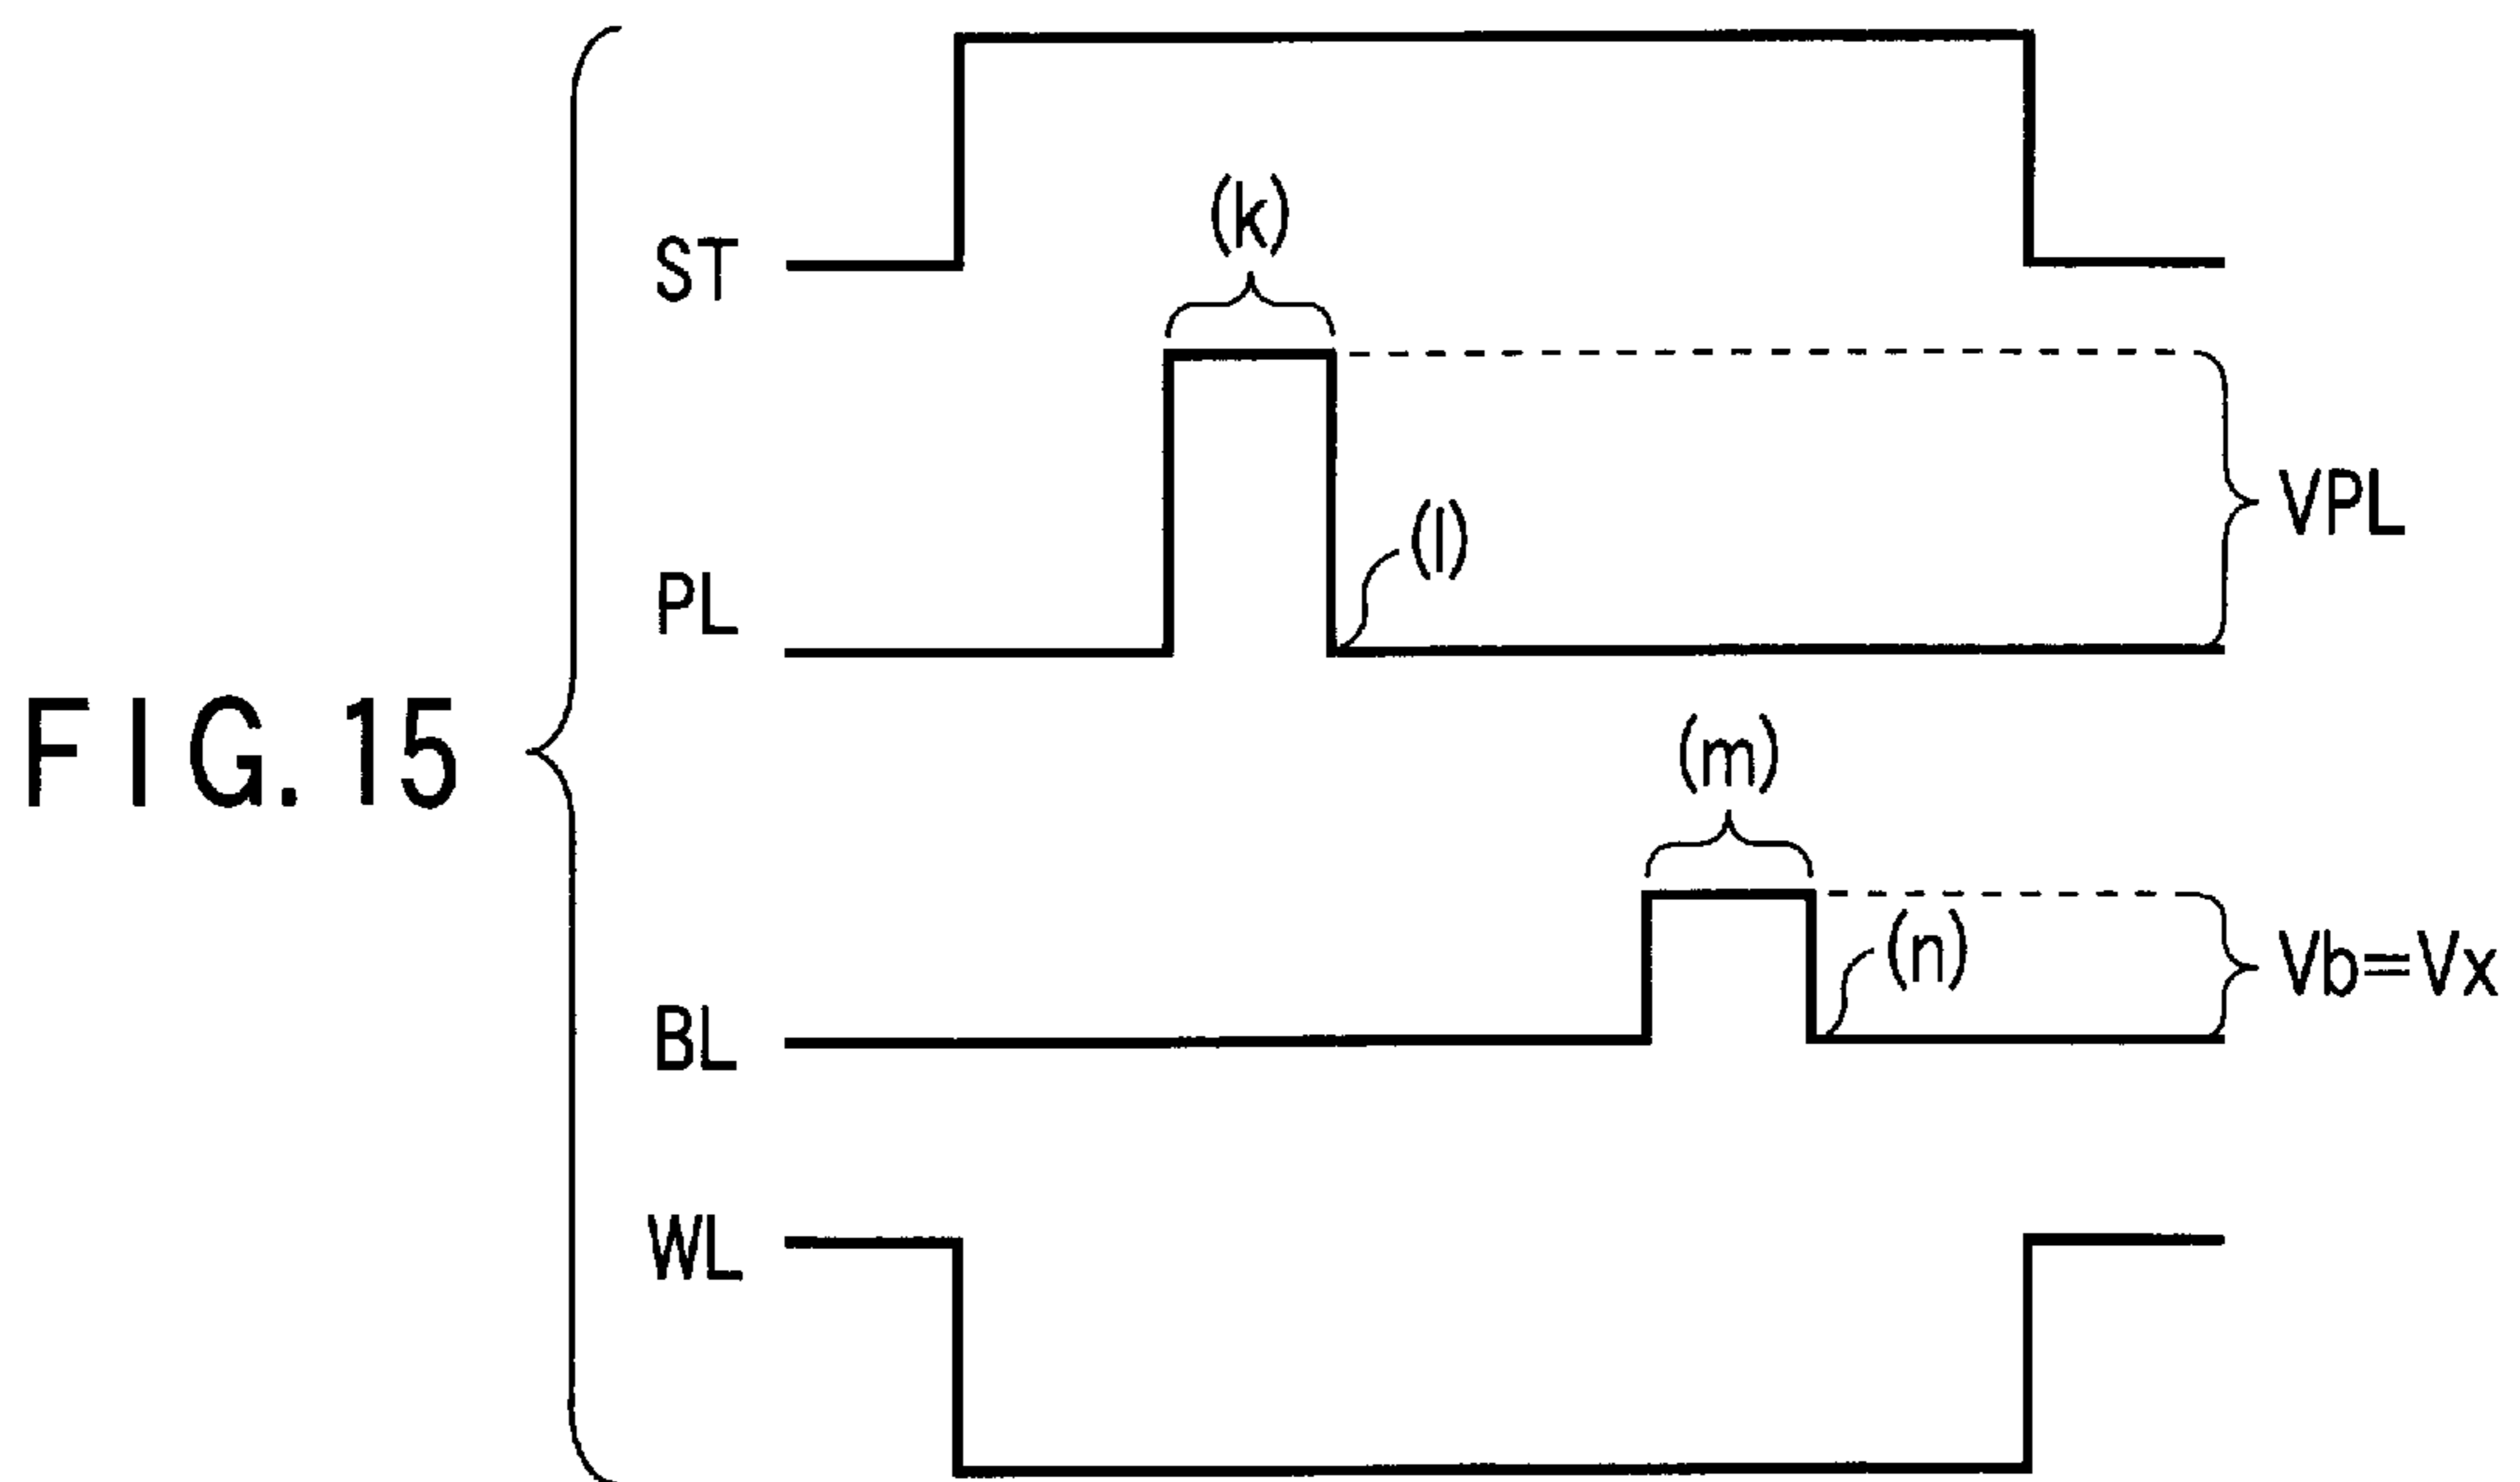 ST
(k)
PL
(l)
VPL
FIG.15
(m)
BL
(n)
Vb=Vx
WL